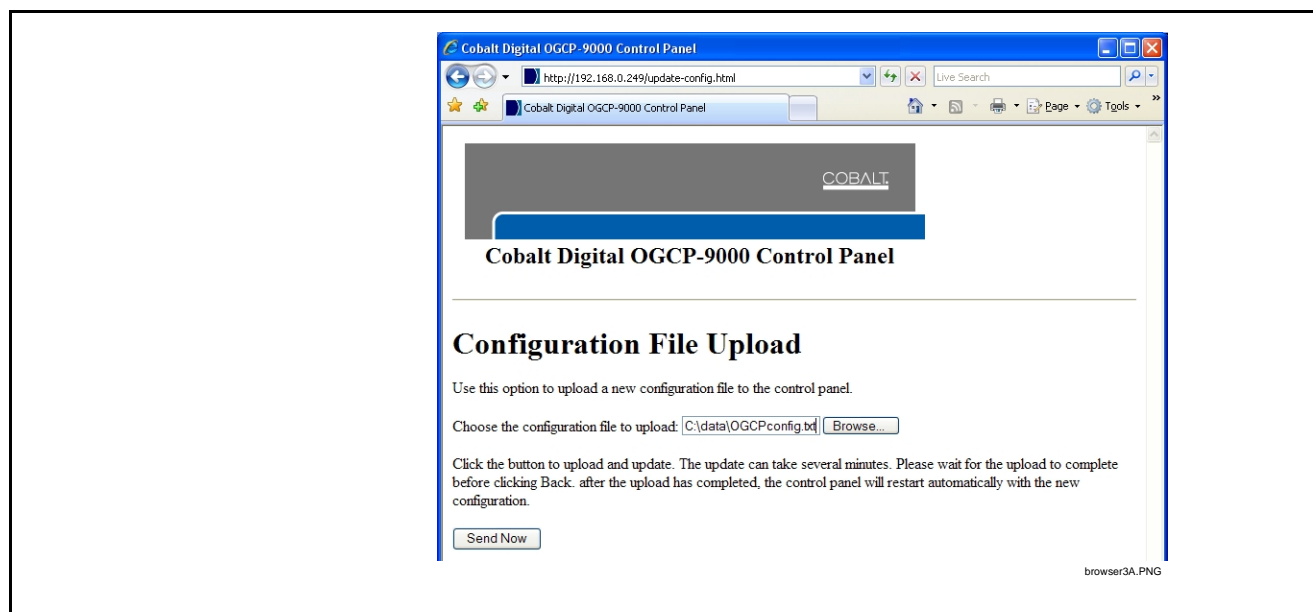 Cobalt Digital OGCP-9000 Control Panel
http://192.168.0.249/update-config.html
Live Search
Cobalt Digital OGCP-9000 Control Panel
Page
Tools
»
COBALT
Cobalt Digital OGCP-9000 Control Panel
Configuration File Upload
Use this option to upload a new configuration file to the control panel.
Choose the configuration file to upload: C:\data\OGCPconfig.txt Browse...
Click the button to upload and update. The update can take several minutes. Please wait for the upload to complete
before clicking Back. after the upload has completed, the control panel will restart automatically with the new
configuration.
Send Now
browser3A.PNG